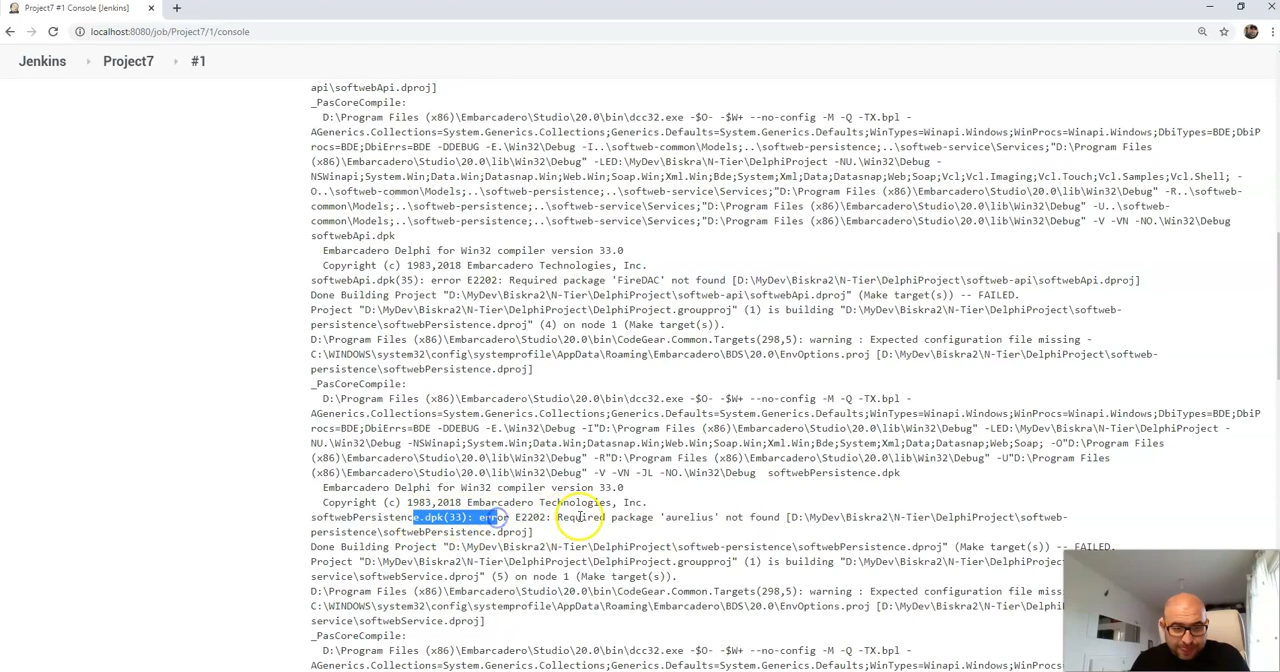 Project7 #1 Console [Jenkins]
localhost:8080/job/Project7/1/console
Jenkins Project7 #1
api\softwebApi.dproj]
_PasCoreCompile:
D:\Program Files (x86)\Embarcadero\Studio\20.0\bin\dcc32.exe -$O- -$W+ --no-config -M -Q -TX.bpl -
AGenerics.Collections=System.Generics.Collections;Generics.Defaults=System.Generics.Defaults;WinTypes=Winapi.Windows;WinProcs=Winapi.Windows;DbiTypes=BDE;DbiP
rocs=BDE;DbiErrs=BDE -DDEBUG -E.\Win32\Debug -I..\softweb-common\Models;..\softweb-persistence;..\softweb-service\Services;"D:\Program Files
(x86)\Embarcadero\Studio\20.0\lib\Win32\Debug" -LED:\MyDev\Biskra\N-Tier\DelphiProject -NU.\Win32\Debug -
NSWinapi;System.Win;Data.Win;Datasnap.Win;Web.Win;Soap.Win;Xml.Win;Bde;System;Xml;Data;Datasnap;Web;Soap;Vcl;Vcl.Imaging;Vcl.Touch;Vcl.Samples;Vcl.Shell; -
O..\softweb-common\Models;..\softweb-persistence;..\softweb-service\Services;"D:\Program Files (x86)\Embarcadero\Studio\20.0\lib\Win32\Debug" -R..\softweb-
common\Models;..\softweb-persistence;..\softweb-service\Services;"D:\Program Files (x86)\Embarcadero\Studio\20.0\lib\Win32\Debug" -U..\softweb-
common\Models;..\softweb-persistence;..\softweb-service\Services;"D:\Program Files (x86)\Embarcadero\Studio\20.0\lib\Win32\Debug" -V -VN -NO.\Win32\Debug
softwebApi.dpk
Embarcadero Delphi for Win32 compiler version 33.0
Copyright (c) 1983,2018 Embarcadero Technologies, Inc.
softwebApi.dpk(35): error E2202: Required package 'FireDAC' not found [D:\MyDev\Biskra2\N-Tier\DelphiProject\softweb-api\softwebApi.dproj]
Done Building Project "D:\MyDev\Biskra2\N-Tier\DelphiProject\softweb-api\softwebApi.dproj" (Make target(s)) -- FAILED.
Project "D:\MyDev\Biskra2\N-Tier\DelphiProject\DelphiProject.groupproj" (1) is building "D:\MyDev\Biskra2\N-Tier\DelphiProject\softweb-
persistence\softwebPersistence.dproj" (4) on node 1 (Make target(s)).
D:\Program Files (x86)\Embarcadero\Studio\20.0\bin\CodeGear.Common.Targets(298,5): warning : Expected configuration file missing -
C:\WINDOWS\system32\config\systemprofile\AppData\Roaming\Embarcadero\BDS\20.0\EnvOptions.proj [D:\MyDev\Biskra2\N-Tier\DelphiProject\softweb-
persistence\softwebPersistence.dproj]
_PasCoreCompile:
D:\Program Files (x86)\Embarcadero\Studio\20.0\bin\dcc32.exe -$O- -$W+ --no-config -M -Q -TX.bpl -
AGenerics.Collections=System.Generics.Collections;Generics.Defaults=System.Generics.Defaults;WinTypes=Winapi.Windows;WinProcs=Winapi.Windows;DbiTypes=BDE;DbiP
rocs=BDE;DbiErrs=BDE -DDEBUG -E.\Win32\Debug -I"D:\Program Files (x86)\Embarcadero\Studio\20.0\lib\Win32\Debug" -LED:\MyDev\Biskra\N-Tier\DelphiProject -
NU.\Win32\Debug -NSWinapi;System.Win;Data.Win;Datasnap.Win;Web.Win;Soap.Win;Xml.Win;Bde;System;Xml;Data;Datasnap;Web;Soap; -O"D:\Program Files
(x86)\Embarcadero\Studio\20.0\lib\Win32\Debug" -R"D:\Program Files (x86)\Embarcadero\Studio\20.0\lib\Win32\Debug" -U"D:\Program Files
(x86)\Embarcadero\Studio\20.0\lib\Win32\Debug" -V -VN -JL -NO.\Win32\Debug softwebPersistence.dpk
Embarcadero Delphi for Win32 compiler version 33.0
Copyright (c) 1983,2018 Embarcadero Technologies, Inc.
softwebPersistence.dpk(33): error E2202: Required package 'aurelius' not found [D:\MyDev\Biskra2\N-Tier\DelphiProject\softweb-
persistence\softwebPersistence.dproj]
Done Building Project "D:\MyDev\Biskra2\N-Tier\DelphiProject\softweb-persistence\softwebPersistence.dproj" (Make target(s)) -- FAILED.
Project "D:\MyDev\Biskra2\N-Tier\DelphiProject\DelphiProject.groupproj" (1) is building "D:\MyDev\Biskra2\N-Tier\DelphiProject\softweb-
service\softwebService.dproj" (5) on node 1 (Make target(s)).
D:\Program Files (x86)\Embarcadero\Studio\20.0\bin\CodeGear.Common.Targets(298,5): warning : Expected configuration file
C:\WINDOWS\system32\config\systemprofile\AppData\Roaming\Embarcadero\BDS\20.0\EnvOptions.proj [D:\MyDev\Biskra2\N-Tier\De
service\softwebService.dproj]
_PasCoreCompile:
D:\Program Files (x86)\Embarcadero\Studio\20.0\bin\dcc32.exe -$O- -$W+ --no-config -M -Q -TX.bpl -
AGenerics.Collections=System.Generics.Collections;Generics.Defaults=System.Generics.Defaults;WinTypes=Winapi.Windows;WinP